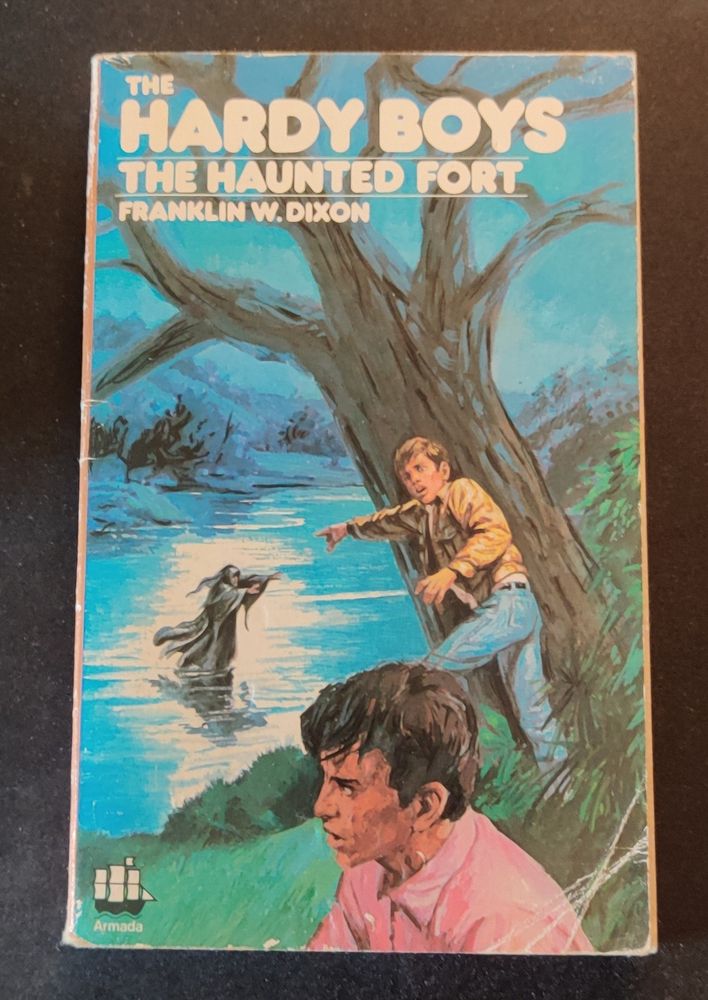 THE
HARDY BOYS
THE HAUNTED FORT
FRANKLIN W. DIXON
Armada